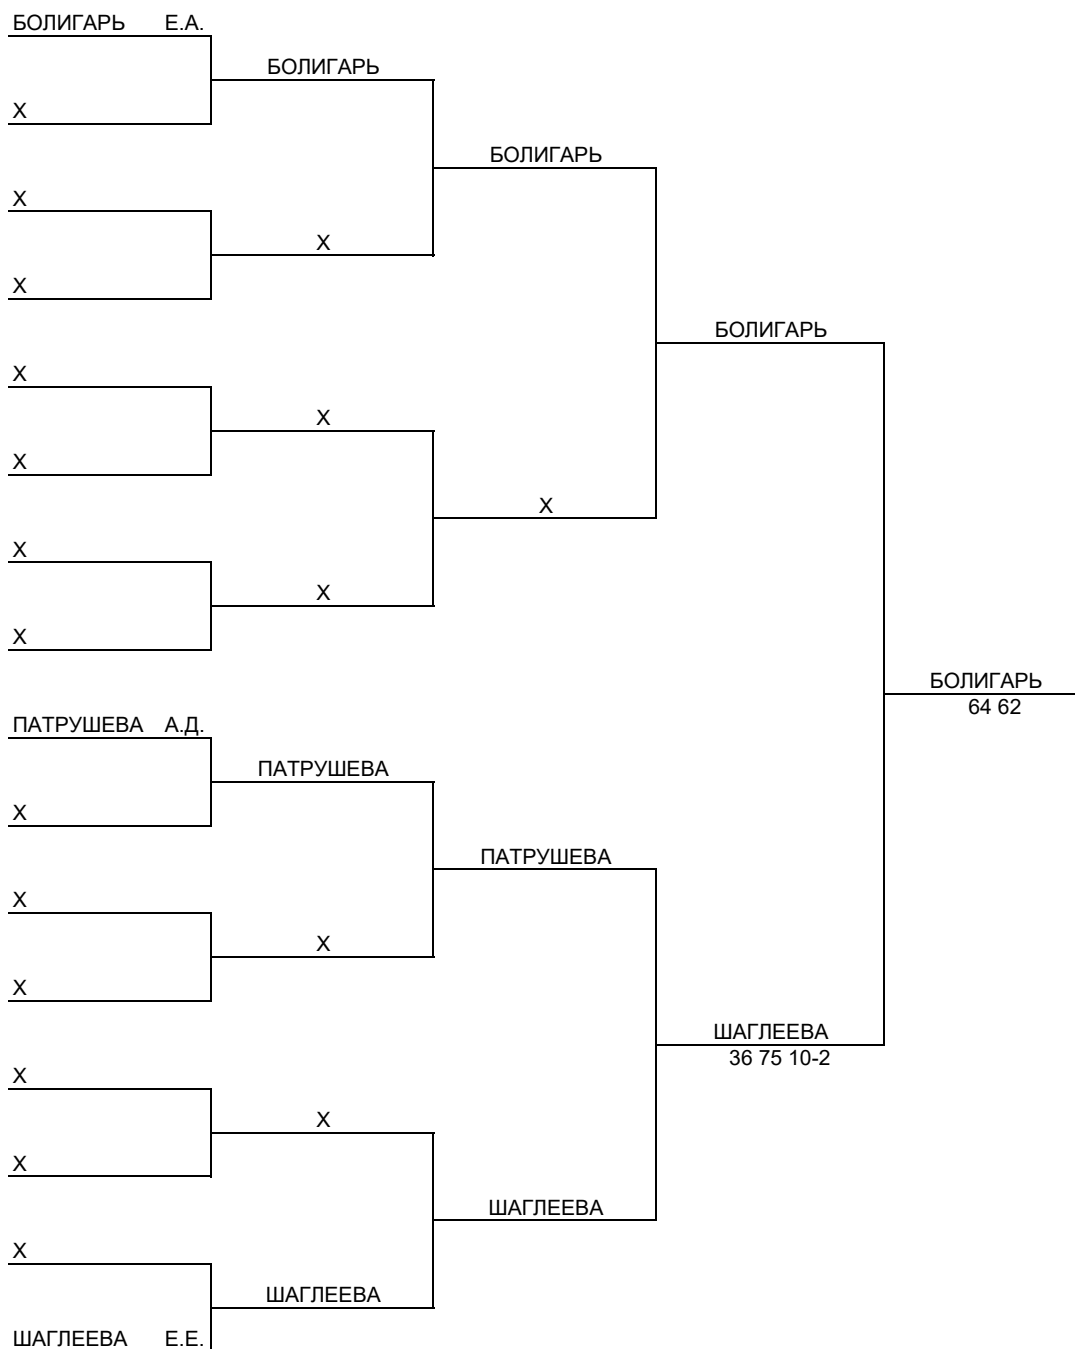 БОЛИГАРЬ Е.А.
БОЛИГАРЬ
X
БОЛИГАРЬ
X
X
X
БОЛИГАРЬ
X
X
X
X
X
X
X
БОЛИГАРЬ
64 62
ПАТРУШЕВА А.Д.
ПАТРУШЕВА
X
ПАТРУШЕВА
X
X
X
ШАГЛЕЕВА
36 75 10-2
X
X
X
ШАГЛЕЕВА
X
ШАГЛЕЕВА
ШАГЛЕЕВА Е.Е.